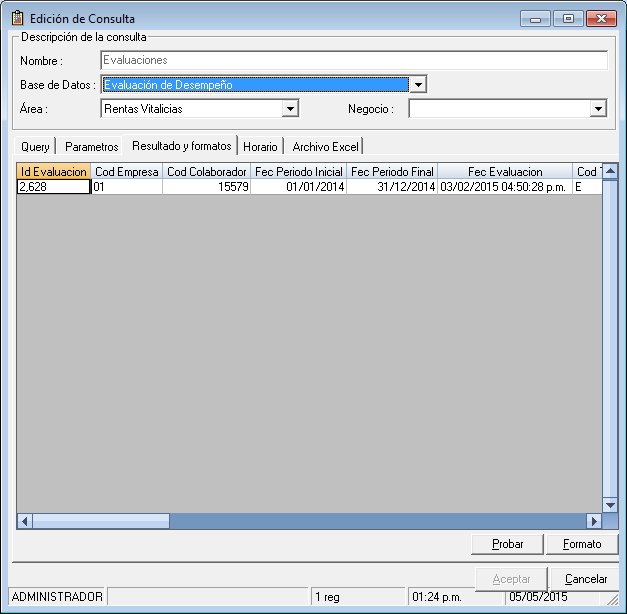 Edición de Consulta
Descripción de la consulta
Nombre : Evaluaciones
Base de Datos : Evaluación de Desempeño
Área : Rentas Vitalicias Negocio :
Query Parametros Resultado y formatos Horario Archivo Excel
Id Evaluacion Cod Empresa Cod Colaborador Fec Periodo Inicial Fec Periodo Final Fec Evaluacion Cod
2,628 01 15579 01/01/2014 31/12/2014 03/02/2015 04:50:28 p.m. E
Probar Formato
Aceptar Cancelar
ADMINISTRADOR 1 reg 01:24 p.m. 05/05/2015